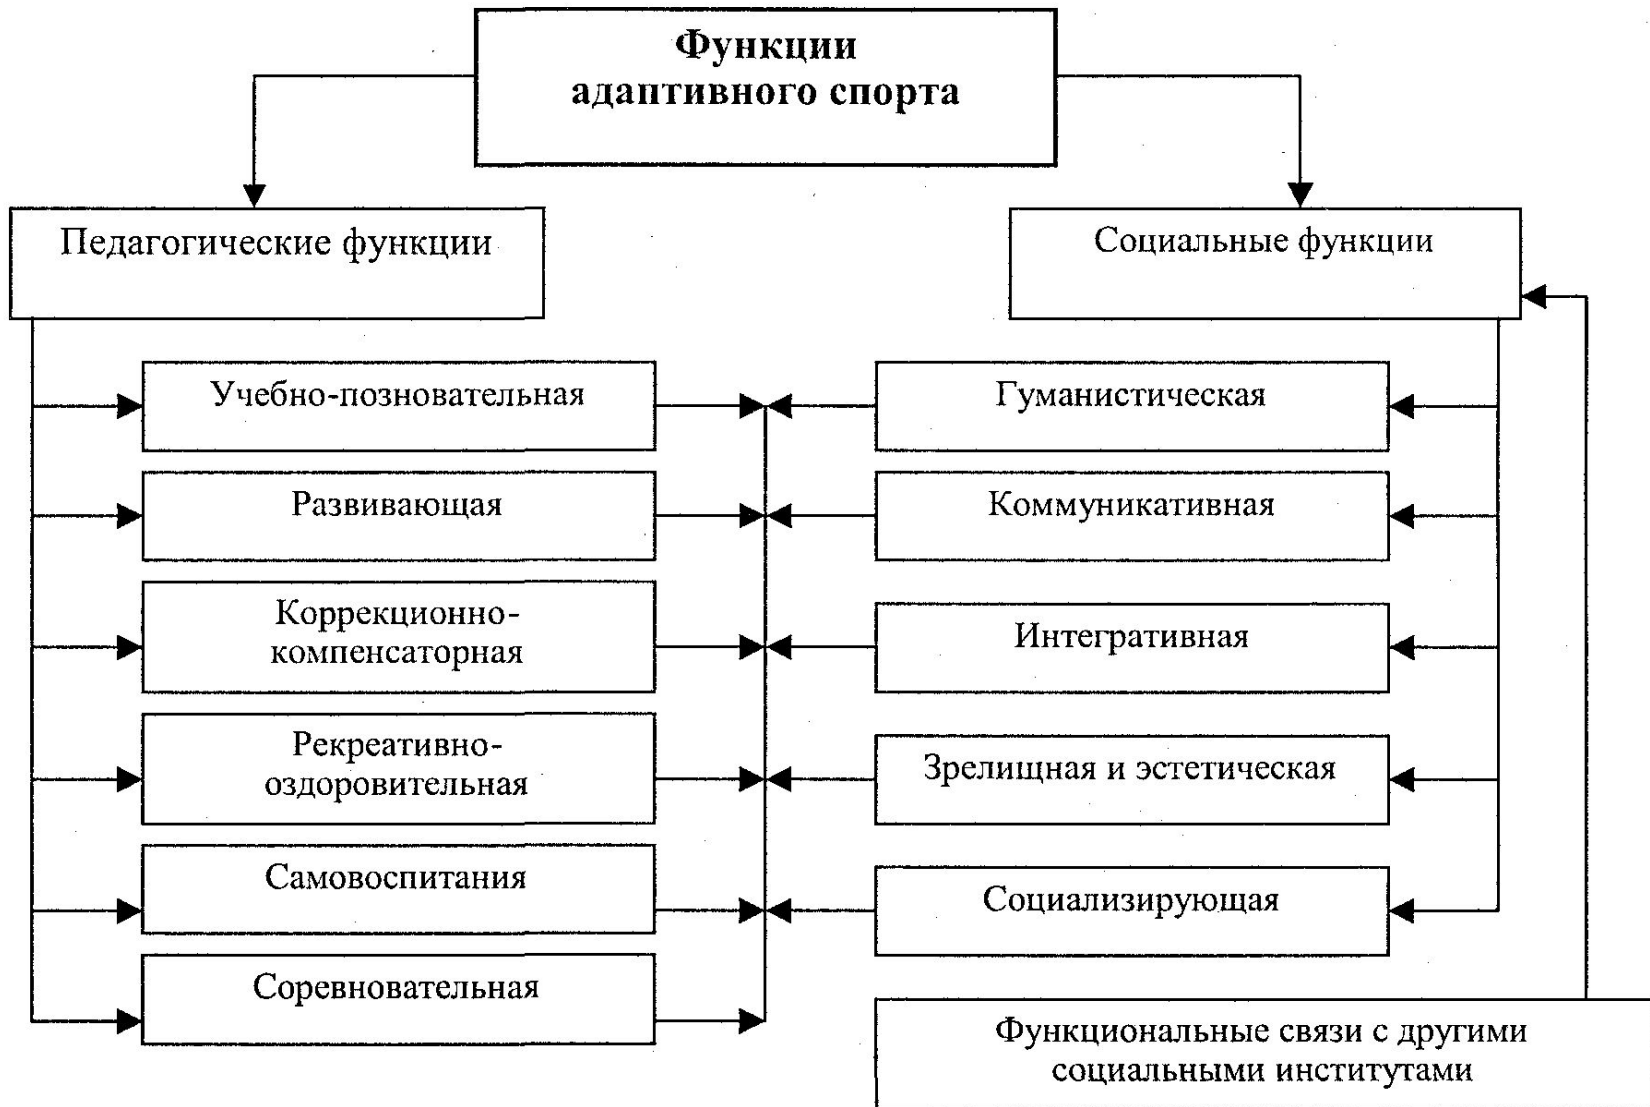 Функции
адаптивного спорта
Педагогические функции
Социальные функции
Учебно-позновательная
Гуманистическая
Развивающая
Коммуникативная
Коррекционно-
компенсаторная
Интегративная
Рекреативно-
оздоровительная
Зрелищная и эстетическая
Самовоспитания
Социализирующая
Соревновательная
Функциональные связи с другими
социальными институтами